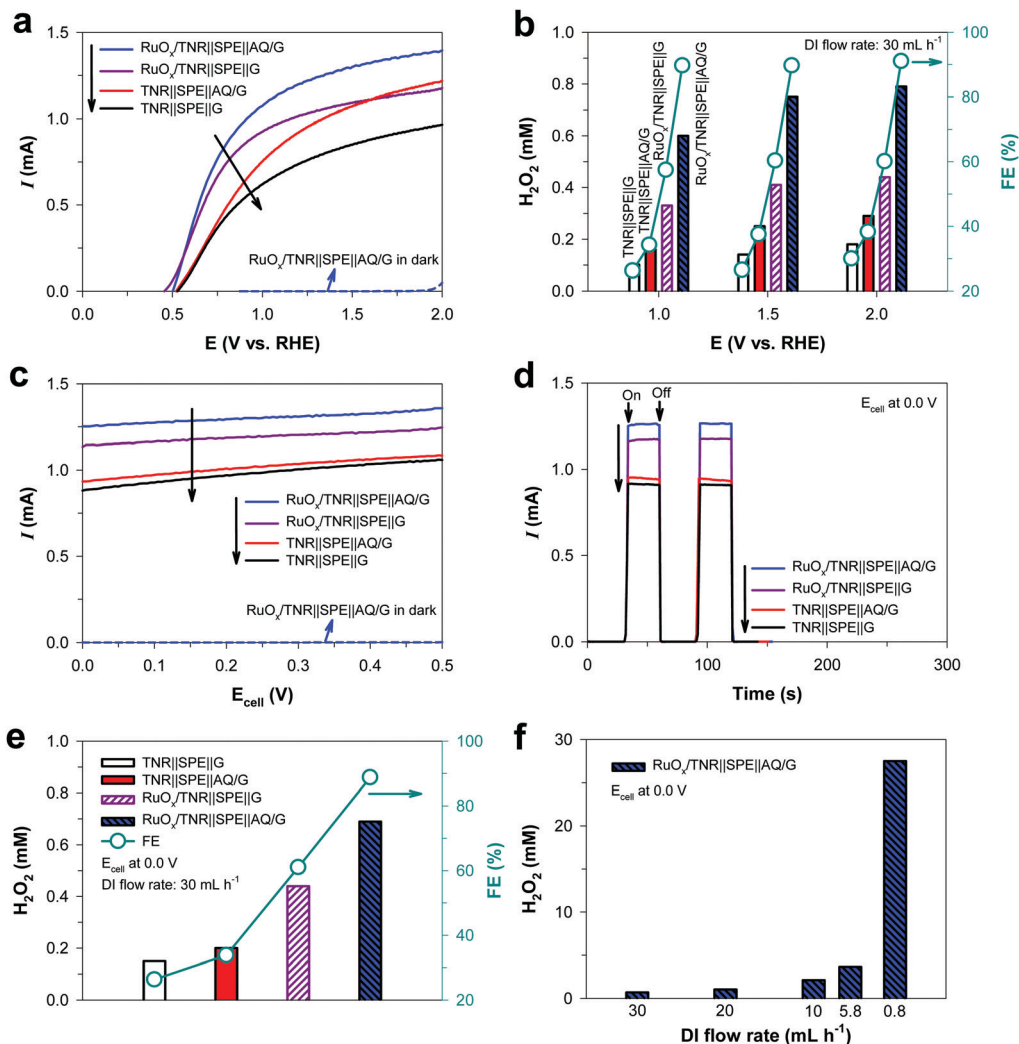 a
1.5
1.0
0.5
0.0
I (mA)
RuOx/TNR||SPE||AQ/G
RuOx/TNR||SPE||G
TNR||SPE||AQ/G
TNR||SPE||G
RuOx/TNR||SPE||AQ/G in dark
0.0 0.5 1.0 1.5 2.0
E (V vs. RHE)
b
1.0
0.8
0.6
0.4
0.2
0.0
H2O2 (mM)
DI flow rate: 30 mL h-1
TNR||SPE||G
TNR||SPE||AQ/G
RuOx/TNR||SPE||G
RuOx/TNR||SPE||AQ/G
100
80
60
40
20
FE (%)
1.0 1.5 2.0
E (V vs. RHE)
c
1.5
1.0
0.5
0.0
I (mA)
RuOx/TNR||SPE||AQ/G
RuOx/TNR||SPE||G
TNR||SPE||AQ/G
TNR||SPE||G
RuOx/TNR||SPE||AQ/G in dark
0.0 0.1 0.2 0.3 0.4 0.5
Ecell (V)
d
1.5
1.0
0.5
0.0
I (mA)
On Off
Ecell at 0.0 V
RuOx/TNR||SPE||AQ/G
RuOx/TNR||SPE||G
TNR||SPE||AQ/G
TNR||SPE||G
0 100 200 300
Time (s)
e
1.0
0.8
0.6
0.4
0.2
0.0
H2O2 (mM)
TNR||SPE||G
TNR||SPE||AQ/G
RuOx/TNR||SPE||G
RuOx/TNR||SPE||AQ/G
FE
Ecell at 0.0 V
DI flow rate: 30 mL h-1
100
80
60
40
20
FE (%)
f
30
25
20
15
10
5
0
H2O2 (mM)
RuOx/TNR||SPE||AQ/G
Ecell at 0.0 V
30 20 10 5.8 0.8
DI flow rate (mL h-1)